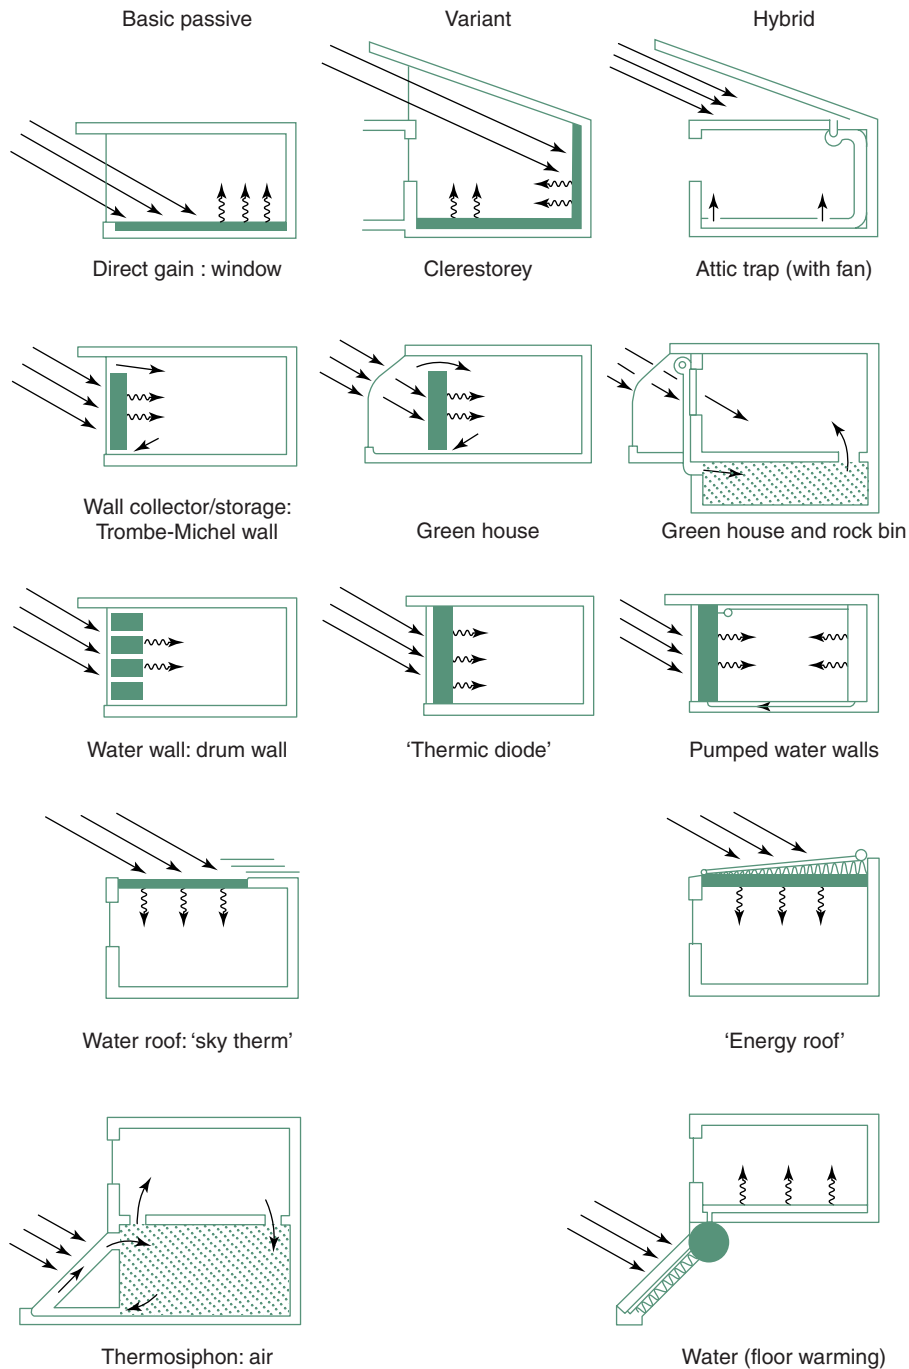 Basic passive
Variant
Hybrid
Direct gain : window
Clerestorey
Attic trap (with fan)
Wall collector/storage:
Trombe-Michel wall
Green house
Green house and rock bin
Water wall: drum wall
‘Thermic diode’
Pumped water walls
Water roof: ‘sky therm’
‘Energy roof’
Thermosiphon: air
Water (floor warming)